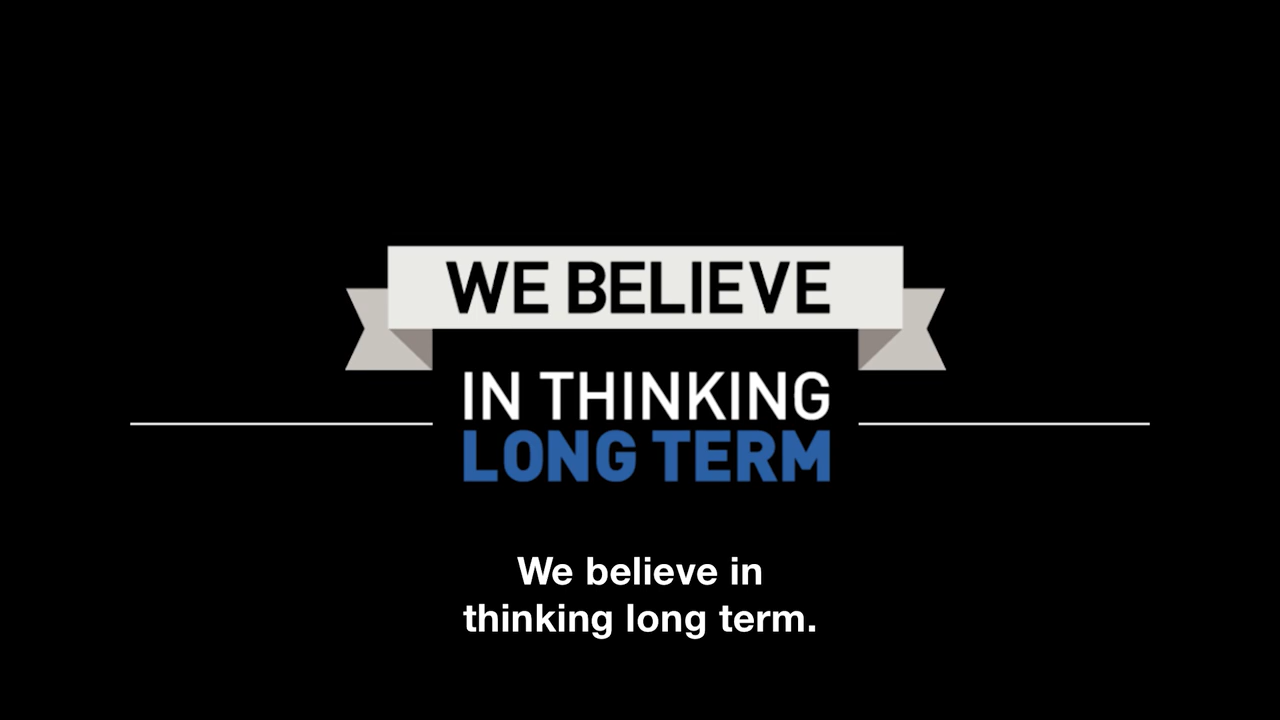 WE BELIEVE
IN THINKING
LONG TERM
We believe in
thinking long term.